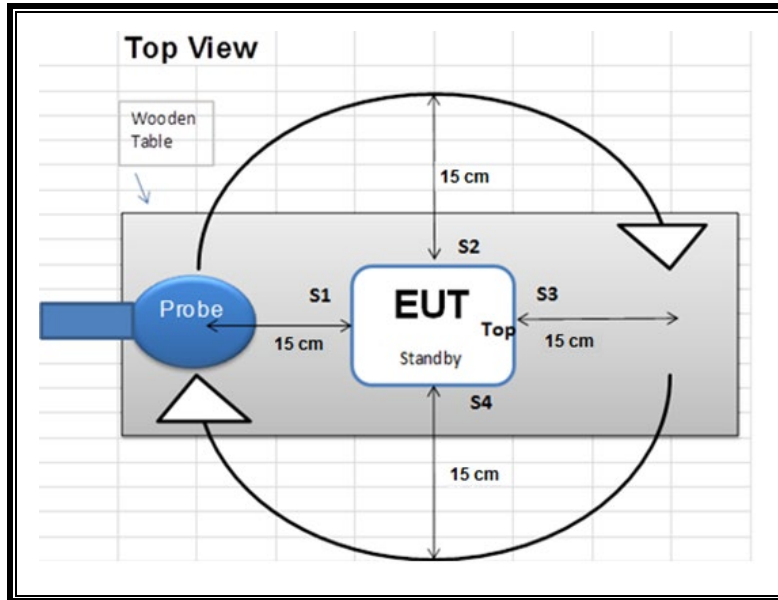 Top View
Wooden
Table
15 cm
S2
Probe
S1
EUT
S3
Top
15 cm
15 cm
Standby
S4
15 cm